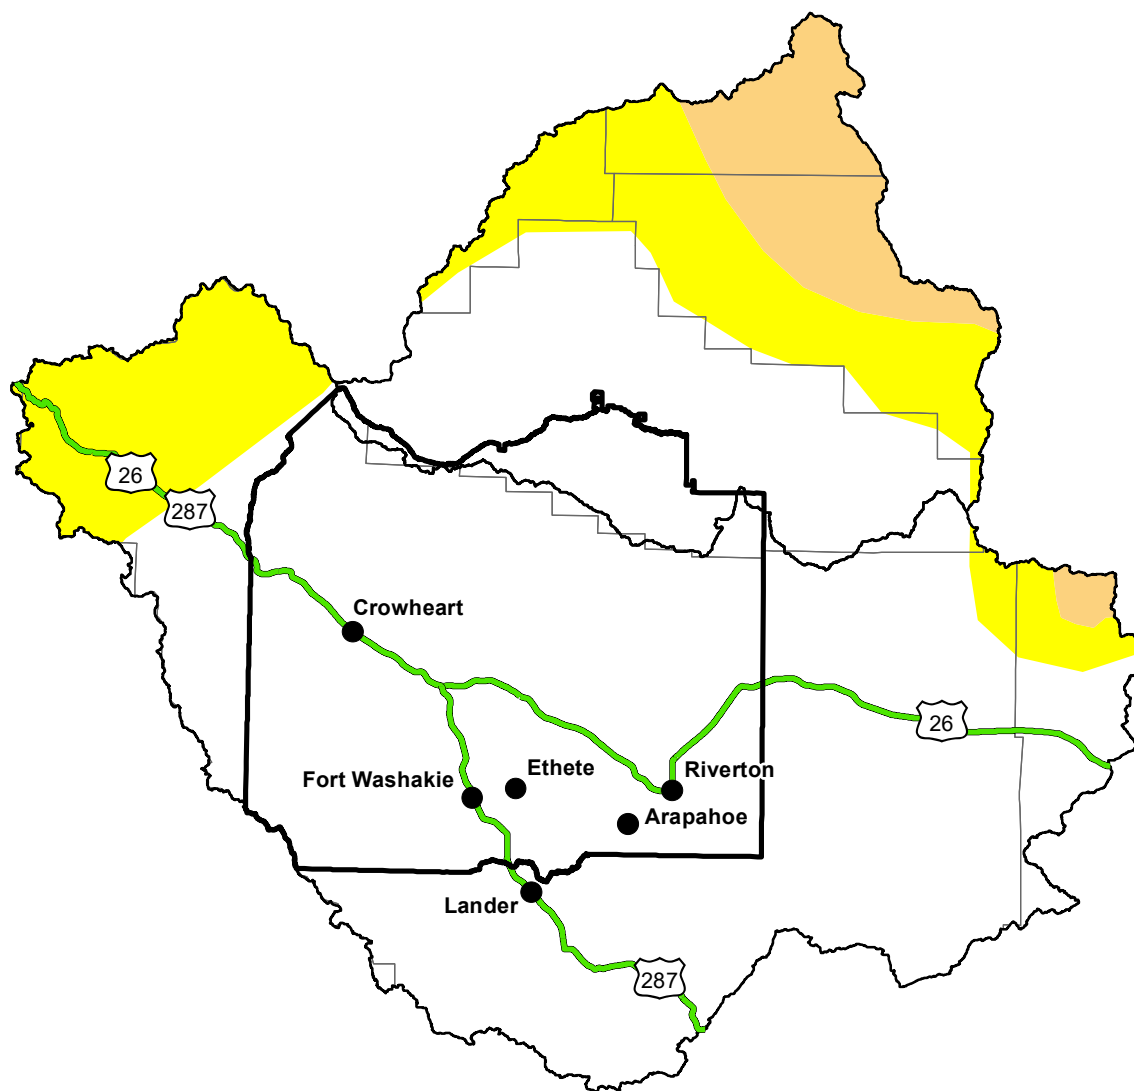 26
287
Crowheart
26
Ethete
Riverton
Fort Washakie
Arapahoe
Lander
287